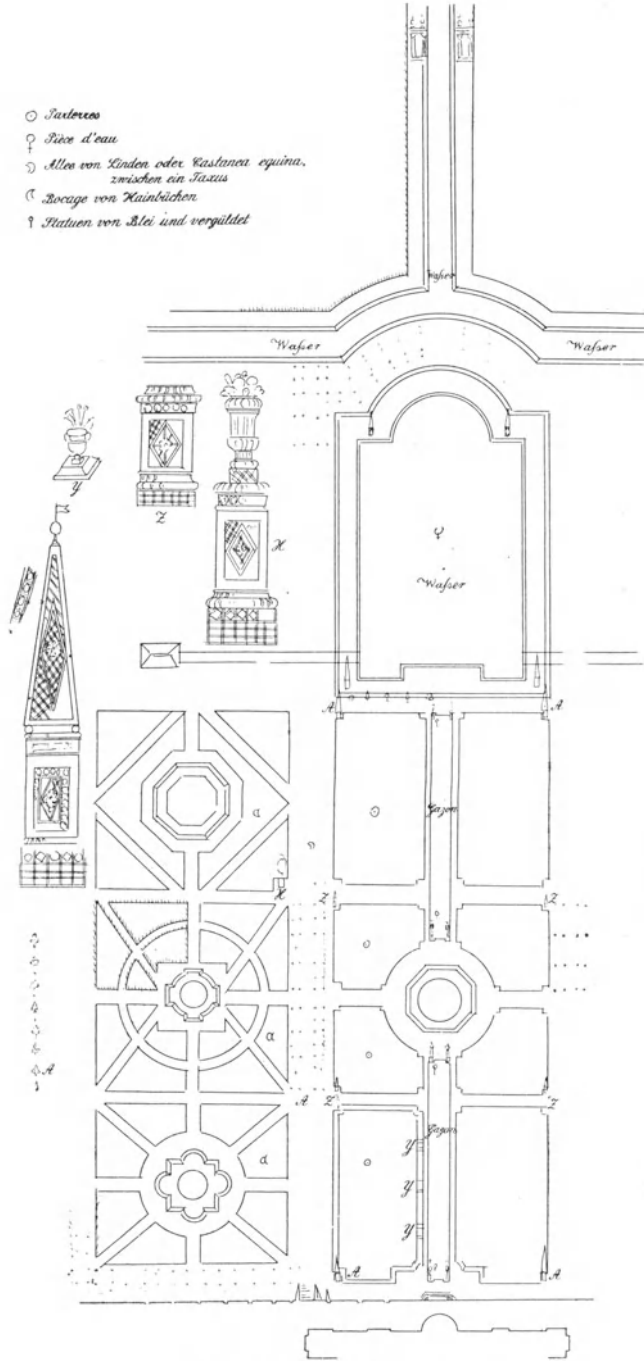 Parterres
Pièce d'eau
Allee von Linden oder Castanea equina,
zwischen ein Taxus
Bocage von Hainbüchen
Statuen von Blei und vergüldet
Waſser
Waſser
Waſser
Y
Z
H
Waſser
A
A
Gazon
H
Z
Z
A
A
Z
Z
Gazon
Y
Y
Y
A
A